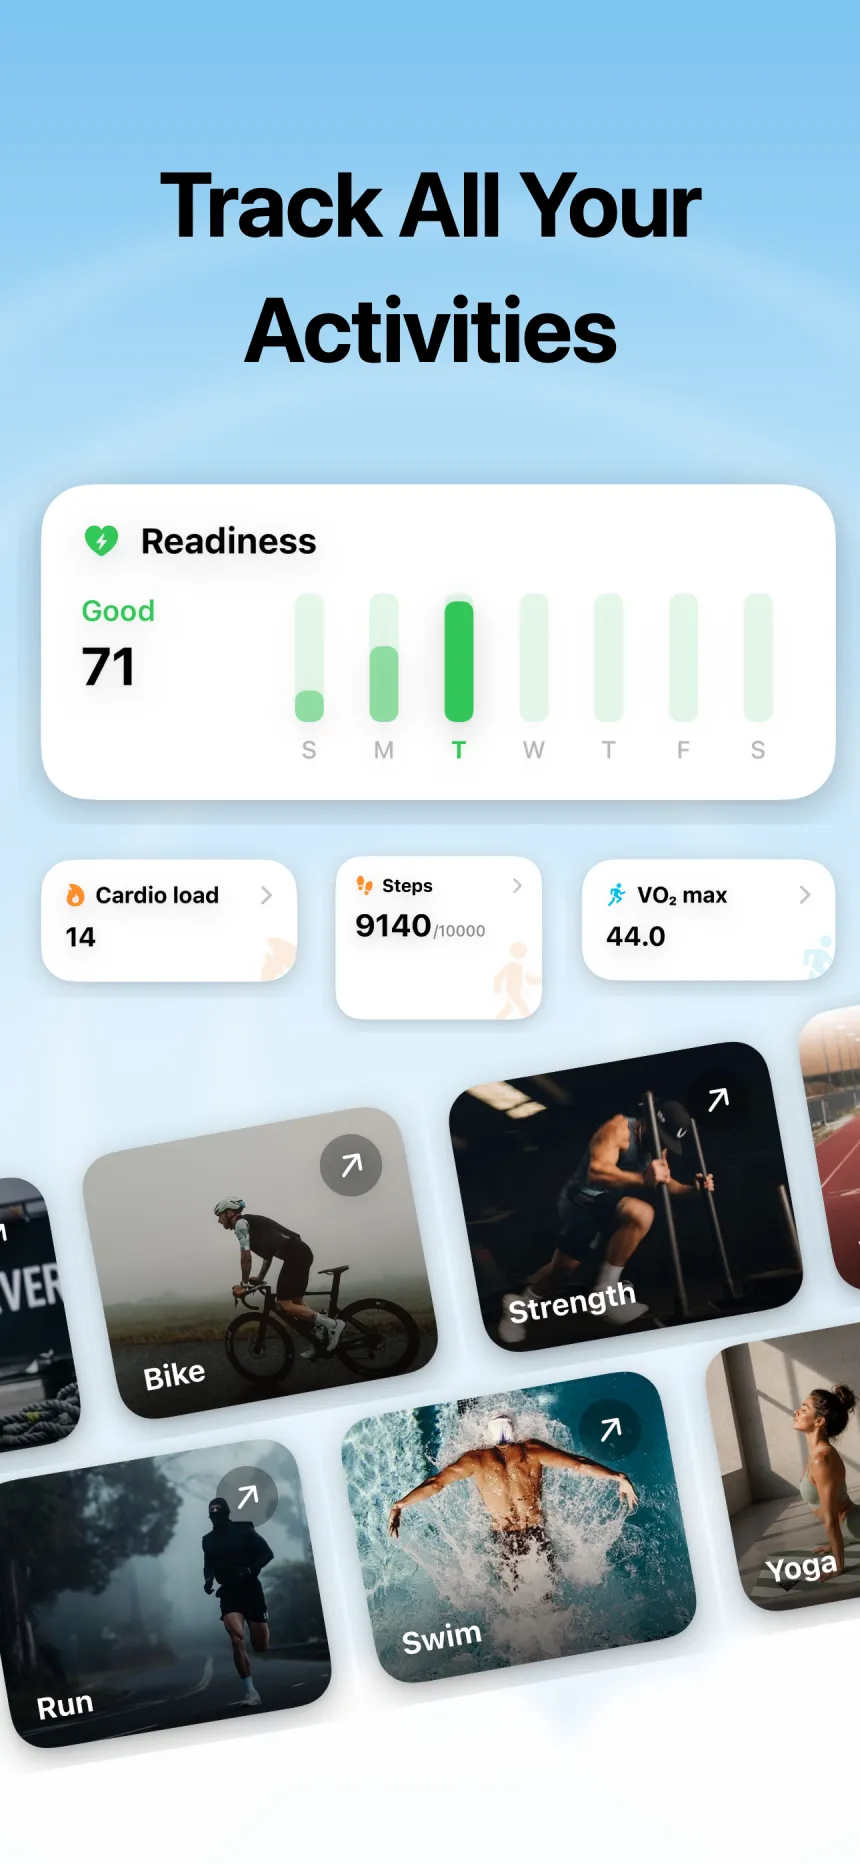 Track All Your
Activities
Readiness
Good
71
S M T W T F S
Cardio load
14
Steps
9140/10000
VO₂ max
44.0
Strength
Bike
VER
Yoga
Swim
Run